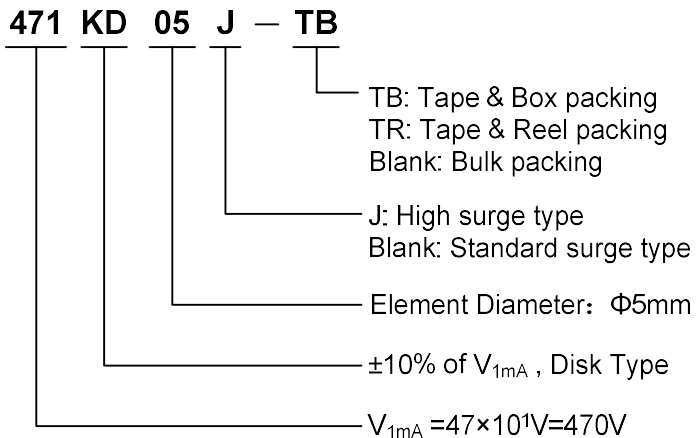 471 KD 05 J - TB
TB: Tape & Box packing
TR: Tape & Reel packing
Blank: Bulk packing
J: High surge type
Blank: Standard surge type
Element Diameter：Φ5mm
±10% of V₁ₘA , Disk Type
V₁ₘA =47×10¹V=470V